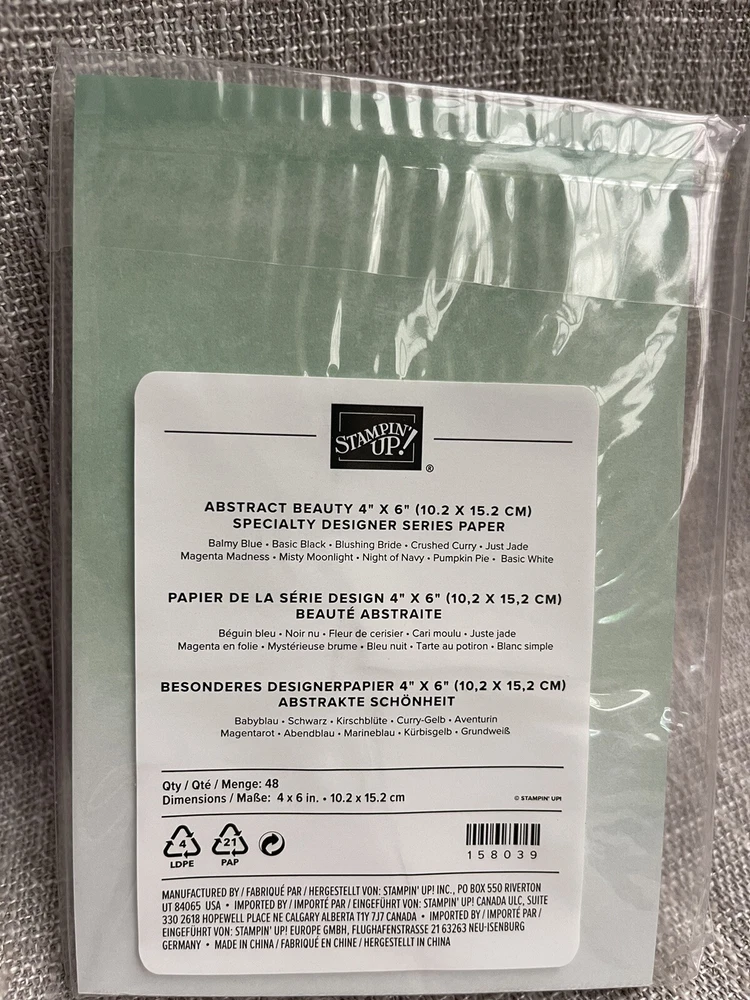 STAMPIN' UP!®
ABSTRACT BEAUTY 4" X 6" (10.2 X 15.2 CM)
SPECIALTY DESIGNER SERIES PAPER
Balmy Blue • Basic Black • Blushing Bride • Crushed Curry • Just Jade
Magenta Madness • Misty Moonlight • Night of Navy • Pumpkin Pie • Basic White
PAPIER DE LA SÉRIE DESIGN 4" X 6" (10,2 X 15,2 CM)
BEAUTÉ ABSTRAITE
Béguin bleu • Noir nu • Fleur de cerisier • Cari moulu • Juste jade
Magenta en folie • Mystérieuse brume • Bleu nuit • Tarte au potiron • Blanc simple
BESONDERES DESIGNERPAPIER 4" X 6" (10,2 X 15,2 CM)
ABSTRAKTE SCHÖNHEIT
Babyblau • Schwarz • Kirschblüte • Curry-Gelb • Aventurin
Magentarot • Abendblau • Marineblau • Kürbisgelb • Grundweiß
Qty / Qté / Menge: 48
Dimensions / Maße: 4 x 6 in. • 10.2 x 15.2 cm
© STAMPIN' UP!
4 21
LDPE PAP
158039
MANUFACTURED BY / FABRIQUÉ PAR / HERGESTELLT VON: STAMPIN' UP! INC., PO BOX 550 RIVERTON
UT 84065 USA • IMPORTED BY / IMPORTÉ PAR / EINGEFÜHRT VON: STAMPIN' UP! CANADA ULC, SUITE
330 2618 HOPEWELL PLACE NE CALGARY ALBERTA T1Y 7J7 CANADA • IMPORTED BY / IMPORTÉ PAR /
EINGEFÜHRT VON: STAMPIN' UP! EUROPE GMBH, FLUGHAFENSTRASSE 21 63263 NEU-ISENBURG
GERMANY • MADE IN CHINA / FABRIQUÉ EN CHINE / HERGESTELLT IN CHINA